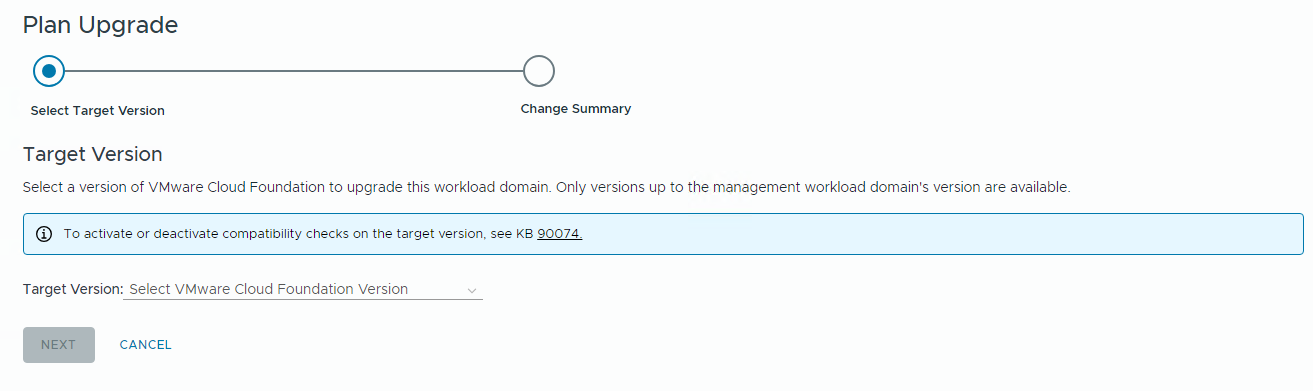 Plan Upgrade
Select Target Version
Change Summary
Target Version
Select a version of VMware Cloud Foundation to upgrade this workload domain. Only versions up to the management workload domain's version are available.
To activate or deactivate compatibility checks on the target version, see KB 90074.
Target Version: Select VMware Cloud Foundation Version
NEXT CANCEL